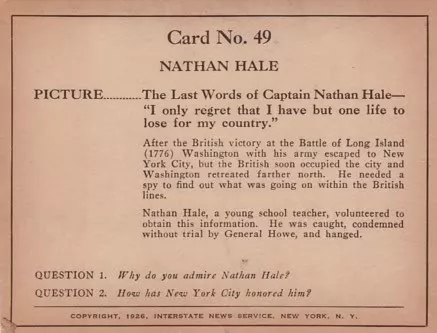 Card No. 49
NATHAN HALE
PICTURE............The Last Words of Captain Nathan Hale—
"I only regret that I have but one life to
lose for my country."
After the British victory at the Battle of Long Island
(1776) Washington with his army escaped to New
York City, but the British soon occupied the city and
Washington retreated farther north. He needed a
spy to find out what was going on within the British
lines.
Nathan Hale, a young school teacher, volunteered to
obtain this information. He was caught, condemned
without trial by General Howe, and hanged.
QUESTION 1. Why do you admire Nathan Hale?
QUESTION 2. How has New York City honored him?
COPYRIGHT, 1926, INTERSTATE NEWS SERVICE, NEW YORK, N. Y.